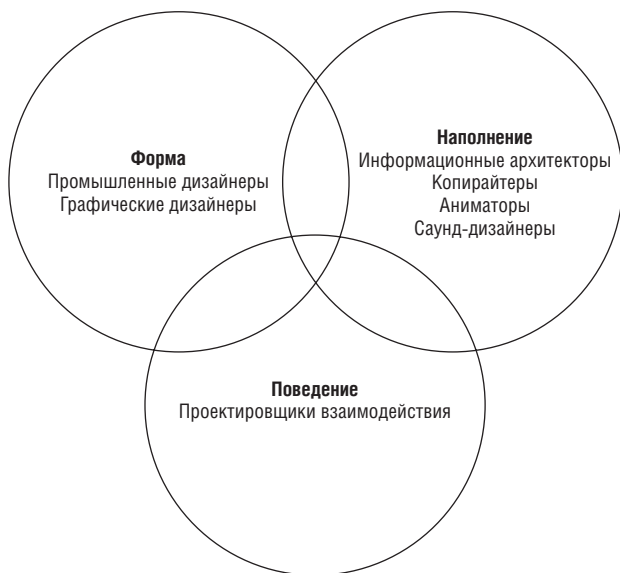 Форма
Промышленные дизайнеры
Графические дизайнеры
Наполнение
Информационные архитекторы
Копирайтеры
Аниматоры
Саунд-дизайнеры
Поведение
Проектировщики взаимодействия